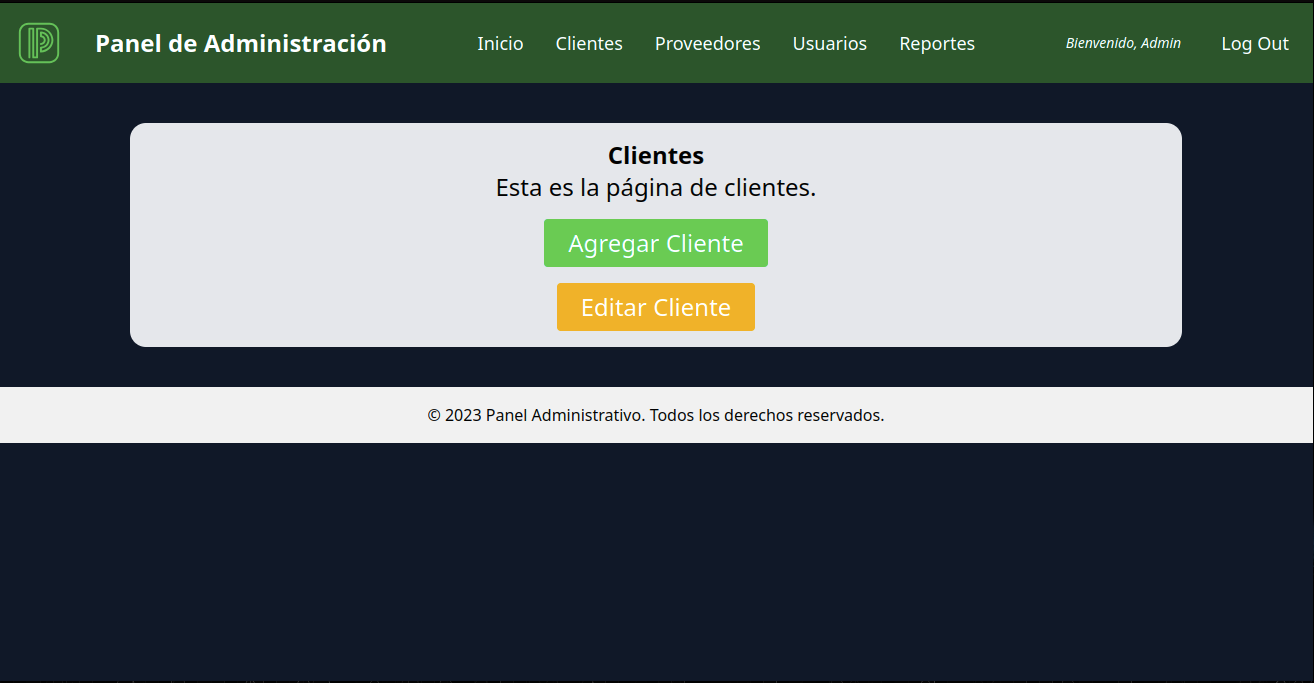 Panel de Administración Inicio Clientes Proveedores Usuarios Reportes Bienvenido, Admin Log Out
Clientes
Esta es la página de clientes.
Agregar Cliente
Editar Cliente
© 2023 Panel Administrativo. Todos los derechos reservados.